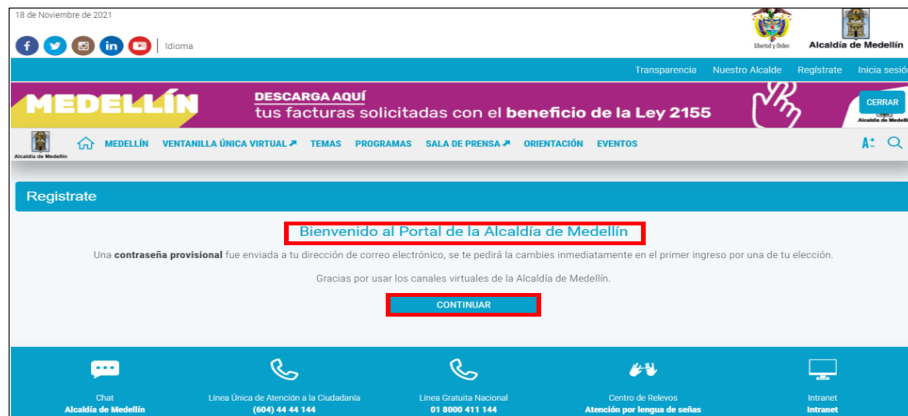 18 de Noviembre de 2021
Idioma
Libertad y Orden
Alcaldía de Medellín
Transparencia Nuestro Alcalde Regístrate Inicia sesió
MEDELLÍN
DESCARGA AQUÍ
tus facturas solicitadas con el beneficio de la Ley 2155
CERRAR
Alcaldía de Medellín
MEDELLÍN VENTANILLA ÚNICA VIRTUAL TEMAS PROGRAMAS SALA DE PRENSA ORIENTACIÓN EVENTOS
Registrate
Bienvenido al Portal de la Alcaldía de Medellín
Una contraseña provisional fue enviada a tu dirección de correo electrónico, se te pedirá la cambies inmediatamente en el primer ingreso por una de tu elección.
Gracias por usar los canales virtuales de la Alcaldía de Medellín.
CONTINUAR
Chat
Alcaldía de Medellín
Línea Única de Atención a la Ciudadanía
(604) 44 44 144
Línea Gratuita Nacional
01 8000 411 144
Centro de Relevos
Atención por lengua de señas
Intranet
Intranet